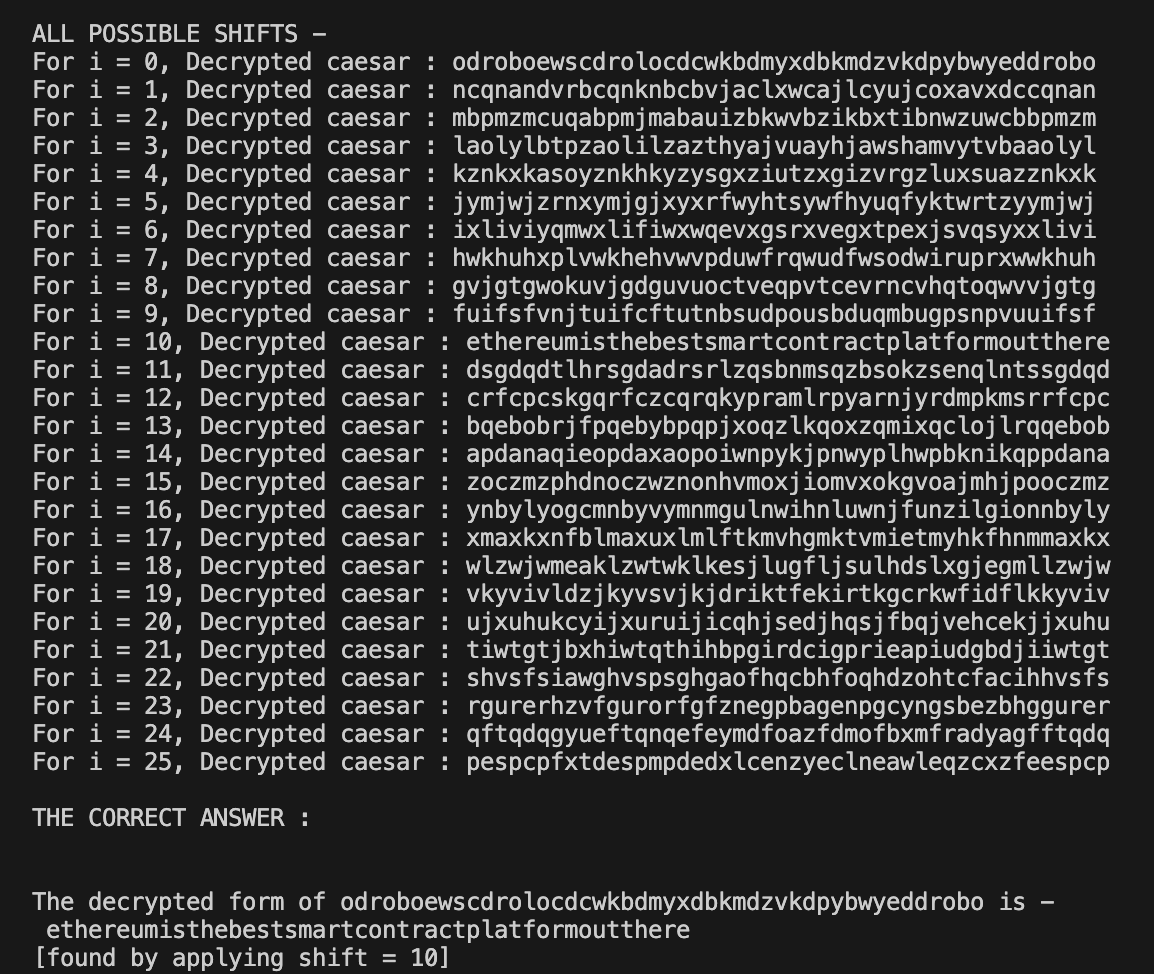 ALL POSSIBLE SHIFTS –
For i = 0, Decrypted caesar : odroboewscdrolocdcwkbdmyxdbkmdzvkdpybwyeddrobo
For i = 1, Decrypted caesar : ncqnandvrbcqnknbcbvjaclxwcajlcyujcoxavxdccqnan
For i = 2, Decrypted caesar : mbpmzmcuqabpmjmabauizbkwvbzikbxtibnwzuwcbbpmzm
For i = 3, Decrypted caesar : laolylbtpzaolilzazthyajvuayhjawshamvytvbaaolyl
For i = 4, Decrypted caesar : kznkxkasoyznkhkyzysgxziutzxgizvrgzluxsuazznkxk
For i = 5, Decrypted caesar : jymjwjzrnxymjgjxyxrfwyhtsywfhyuqfyktwrtzyymjwj
For i = 6, Decrypted caesar : ixliviyqmwxlifiwxwqevxgsrxvegxtpexjsvqsyxxlivi
For i = 7, Decrypted caesar : hwkhuhxplvwkhehvwvpduwfrqwudfwsodwiruprxwwkhuh
For i = 8, Decrypted caesar : gvjgtgwokuvjgdguvuoctveqpvtcevrncvhqtoqwvvjgtg
For i = 9, Decrypted caesar : fuifsfvnjtuifcftutnbsudpousbduqmbugpsnpvuuifsf
For i = 10, Decrypted caesar : ethereumisthebestsmartcontractplatformoutthere
For i = 11, Decrypted caesar : dsgdqdtlhrsgdadrsrlzqsbnmsqzbsokzsenqlntssgdqd
For i = 12, Decrypted caesar : crfcpcskgqrfczcqrqkypramlrpyarnjyrdmpkmsrrfcpc
For i = 13, Decrypted caesar : bqebobrjfpqebybpqpjxoqzlkqoxzqmixqclojlrqqebob
For i = 14, Decrypted caesar : apdanaqieopdaxaopoiwnpykjpnwyplhwpbknikqppdana
For i = 15, Decrypted caesar : zoczmzphdnoczwznonhvmoxjiomvxokgvoajmhjpooczmz
For i = 16, Decrypted caesar : ynbylyogcmnbyvymnmgulnwihnluwnjfunzilgionnbyly
For i = 17, Decrypted caesar : xmaxkxnfblmaxuxlmlftkmvhgmktvmietmyhkfhnmmaxkx
For i = 18, Decrypted caesar : wlzwjwmeaklzwtwklkesjlugfljsulhdslxgjegmllzwjw
For i = 19, Decrypted caesar : vkyvivldzjkyvsvjkjdriktfekirtkgcrkwfidflkkyviv
For i = 20, Decrypted caesar : ujxuhukcyijxuruijicqhjsedjhqsjfbqjvehcekjjxuhu
For i = 21, Decrypted caesar : tiwtgtjbxhiwtqthihbpgirdcigprieapiudgbdjiiwtgt
For i = 22, Decrypted caesar : shvsfsiawghvspsghgaofhqcbhfoqhdzohtcfacihhvsfs
For i = 23, Decrypted caesar : rgurerhzvfgurorfgfznegpbagenpgcyngsbezbhggurer
For i = 24, Decrypted caesar : qftqdqgyueftqnqefeymdfoazfdmofbxmfradyagfftqdq
For i = 25, Decrypted caesar : pespcpfxtdespmpdedxlcenzyeclneawleqzcxzfeespcp
THE CORRECT ANSWER :
The decrypted form of odroboewscdrolocdcwkbdmyxdbkmdzvkdpybwyeddrobo is –
ethereumisthebestsmartcontractplatformoutthere
[found by applying shift = 10]